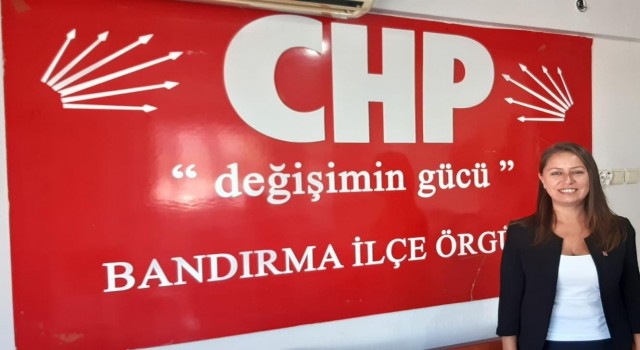 CHP
“ değişimin gücü ”
BANDIRMA İLÇE ÖRGÜ